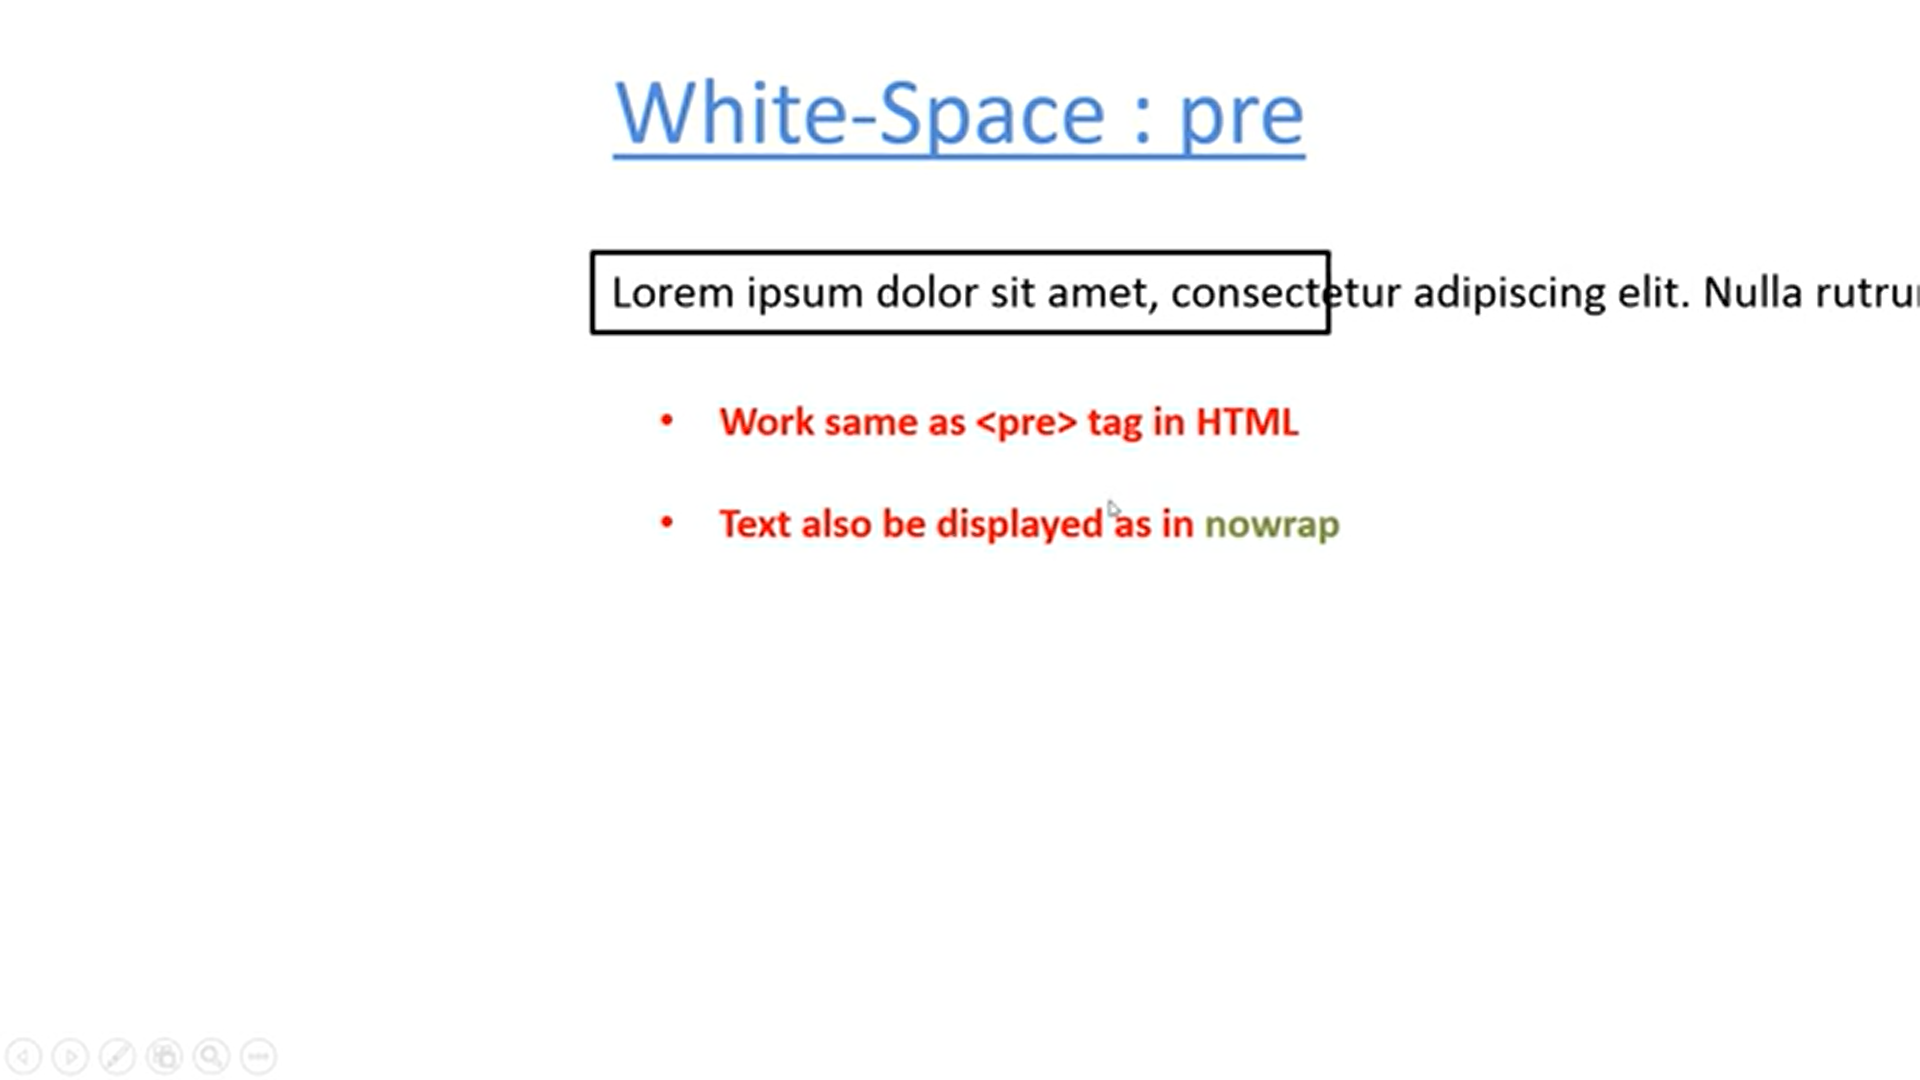 White-Space : pre
Lorem ipsum dolor sit amet, consectetur adipiscing elit. Nulla
• Work same as <pre> tag in HTML
• Text also be displayed as in nowrap